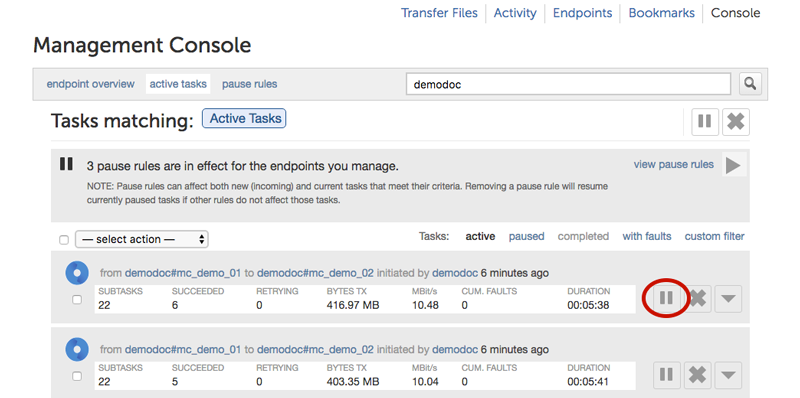 Transfer Files Activity Endpoints Bookmarks Console
Management Console
endpoint overview active tasks pause rules demodoc
Tasks matching: Active Tasks
3 pause rules are in effect for the endpoints you manage. view pause rules
NOTE: Pause rules can affect both new (incoming) and current tasks that meet their criteria. Removing a pause rule will resume
currently paused tasks if other rules do not affect those tasks.
— select action — Tasks: active paused completed with faults custom filter
from demodoc#mc_demo_01 to demodoc#mc_demo_02 initiated by demodoc 6 minutes ago
SUBTASKS SUCCEEDED RETRYING BYTES TX MBit/s CUM. FAULTS DURATION
22 6 0 416.97 MB 10.48 0 00:05:38
from demodoc#mc_demo_01 to demodoc#mc_demo_02 initiated by demodoc 6 minutes ago
SUBTASKS SUCCEEDED RETRYING BYTES TX MBit/s CUM. FAULTS DURATION
22 5 0 403.35 MB 10.04 0 00:05:41